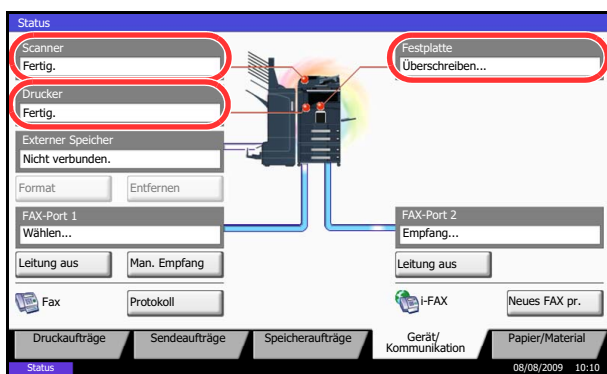 Status
Scanner
Fertig.
Festplatte
Überschreiben...
Drucker
Fertig.
Externer Speicher
Nicht verbunden.
Format
Entfernen
FAX-Port 1
Wählen...
FAX-Port 2
Empfang...
Leitung aus
Man. Empfang
Leitung aus
Fax
Protokoll
i-FAX
Neues FAX pr.
Druckaufträge
Sendeaufträge
Speicheraufträge
Gerät/
Kommunikation
Papier/Material
Status
08/08/2009 10:10